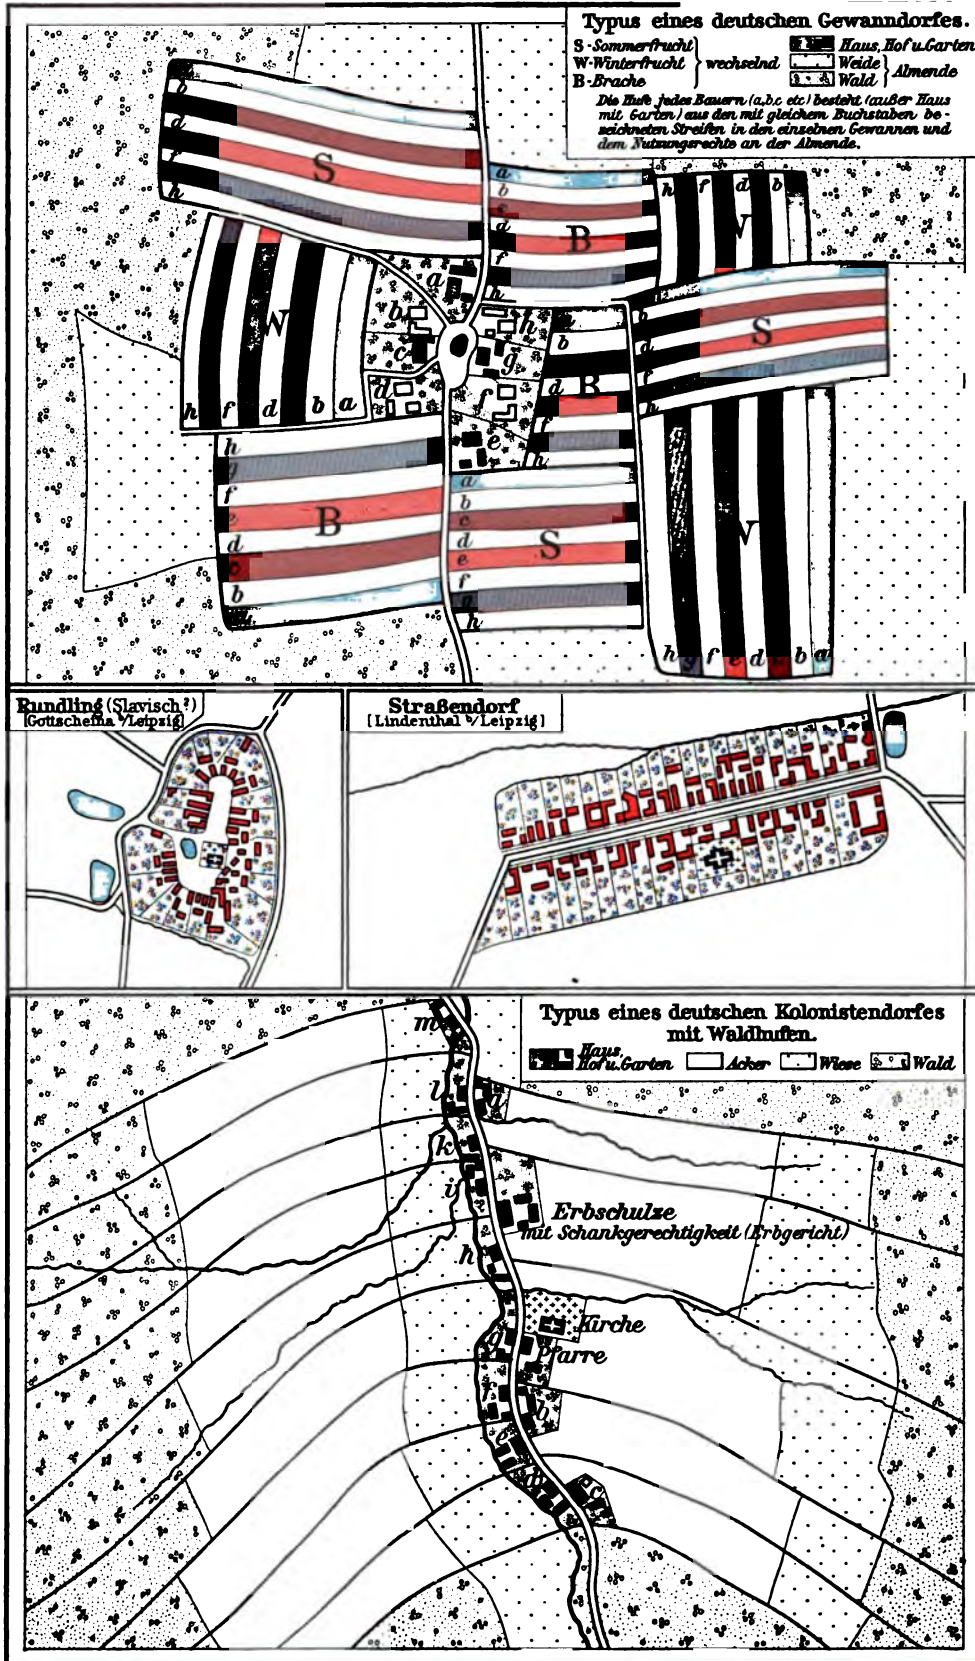 Typus eines deutschen Gewanndorfes.
S - Sommerfrucht
W - Winterfrucht
B - Brache
wechselnd
Haus, Hof u. Garten
Weide
Wald
Almende
Die Hufe jedes Bauern (a, b, c etc) besteht (außer Haus
mit Garten) aus den mit gleichem Buchstaben be-
zeichneten Streifen in den einzelnen Gewannen und
dem Nutzungsrechte an der Almende.
b
d
f
h
S
a
b
c
d
f
h
B
h f d b
W
W
h f d b a
a
b
c
d
e
f
g
h
b
d
B
f
h
b
d
f
h
S
h
g
f
e
d
c
b
B
a
b
c
d
e
f
g
h
S
W
h g f e d c b a
Rundling (Slavisch?)
[Gottscheina b/Leipzig]
Straßendorf
[Lindenthal b/Leipzig]
Typus eines deutschen Kolonistendorfes
mit Waldhufen.
Haus,
Hof u. Garten
Acker
Wiese
Wald
m
l
a
k
i
Erbschulze
mit Schankgerechtigkeit (Erbgericht)
h
Kirche
g
Pfarre
f
b
e
d
c